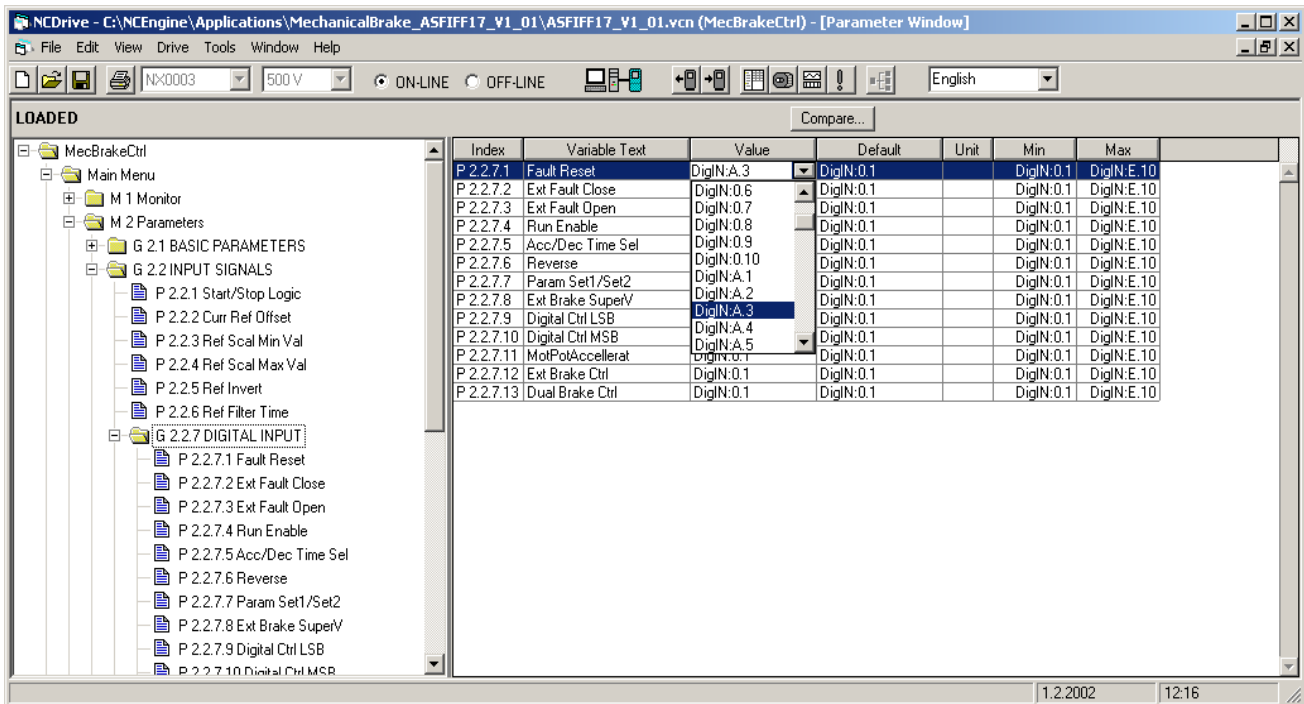 NCDrive - C:\NCEngine\Applications\MechanicalBrake_ASFIFF17_V1_01\ASFIFF17_V1_01.vcn (MecBrakeCtrl) - [Parameter Window]
File Edit View Drive Tools Window Help
NX0003 500 V ON-LINE OFF-LINE English
LOADED Compare...
MecBrakeCtrl
Main Menu
M 1 Monitor
M 2 Parameters
G 2.1 BASIC PARAMETERS
G 2.2 INPUT SIGNALS
P 2.2.1 Start/Stop Logic
P 2.2.2 Curr Ref Offset
P 2.2.3 Ref Scal Min Val
P 2.2.4 Ref Scal Max Val
P 2.2.5 Ref Invert
P 2.2.6 Ref Filter Time
G 2.2.7 DIGITAL INPUT
P 2.2.7.1 Fault Reset
P 2.2.7.2 Ext Fault Close
P 2.2.7.3 Ext Fault Open
P 2.2.7.4 Run Enable
P 2.2.7.5 Acc/Dec Time Sel
P 2.2.7.6 Reverse
P 2.2.7.7 Param Set1/Set2
P 2.2.7.8 Ext Brake SuperV
P 2.2.7.9 Digital Ctrl LSB
P 2.2.7.10 Digital Ctrl MSB
Index Variable Text Value Default Unit Min Max
P 2.2.7.1 Fault Reset DigIN:A.3 DigIN:0.1 DigIN:0.1 DigIN:E.10
P 2.2.7.2 Ext Fault Close DigIN:0.6 DigIN:0.1 DigIN:0.1 DigIN:E.10
P 2.2.7.3 Ext Fault Open DigIN:0.7 DigIN:0.1 DigIN:0.1 DigIN:E.10
P 2.2.7.4 Run Enable DigIN:0.8 DigIN:0.1 DigIN:0.1 DigIN:E.10
P 2.2.7.5 Acc/Dec Time Sel DigIN:0.9 DigIN:0.1 DigIN:0.1 DigIN:E.10
P 2.2.7.6 Reverse DigIN:0.10 DigIN:0.1 DigIN:0.1 DigIN:E.10
P 2.2.7.7 Param Set1/Set2 DigIN:A.1 DigIN:0.1 DigIN:0.1 DigIN:E.10
P 2.2.7.8 Ext Brake SuperV DigIN:A.2 DigIN:0.1 DigIN:0.1 DigIN:E.10
P 2.2.7.9 Digital Ctrl LSB DigIN:A.3 DigIN:0.1 DigIN:0.1 DigIN:E.10
P 2.2.7.10 Digital Ctrl MSB DigIN:A.4 DigIN:0.1 DigIN:0.1 DigIN:E.10
DigIN:A.5
P 2.2.7.11 MotPotAccellerat DigIN:0.1 DigIN:0.1 DigIN:0.1 DigIN:E.10
P 2.2.7.12 Ext Brake Ctrl DigIN:0.1 DigIN:0.1 DigIN:0.1 DigIN:E.10
P 2.2.7.13 Dual Brake Ctrl DigIN:0.1 DigIN:0.1 DigIN:0.1 DigIN:E.10
1.2.2002 12:16